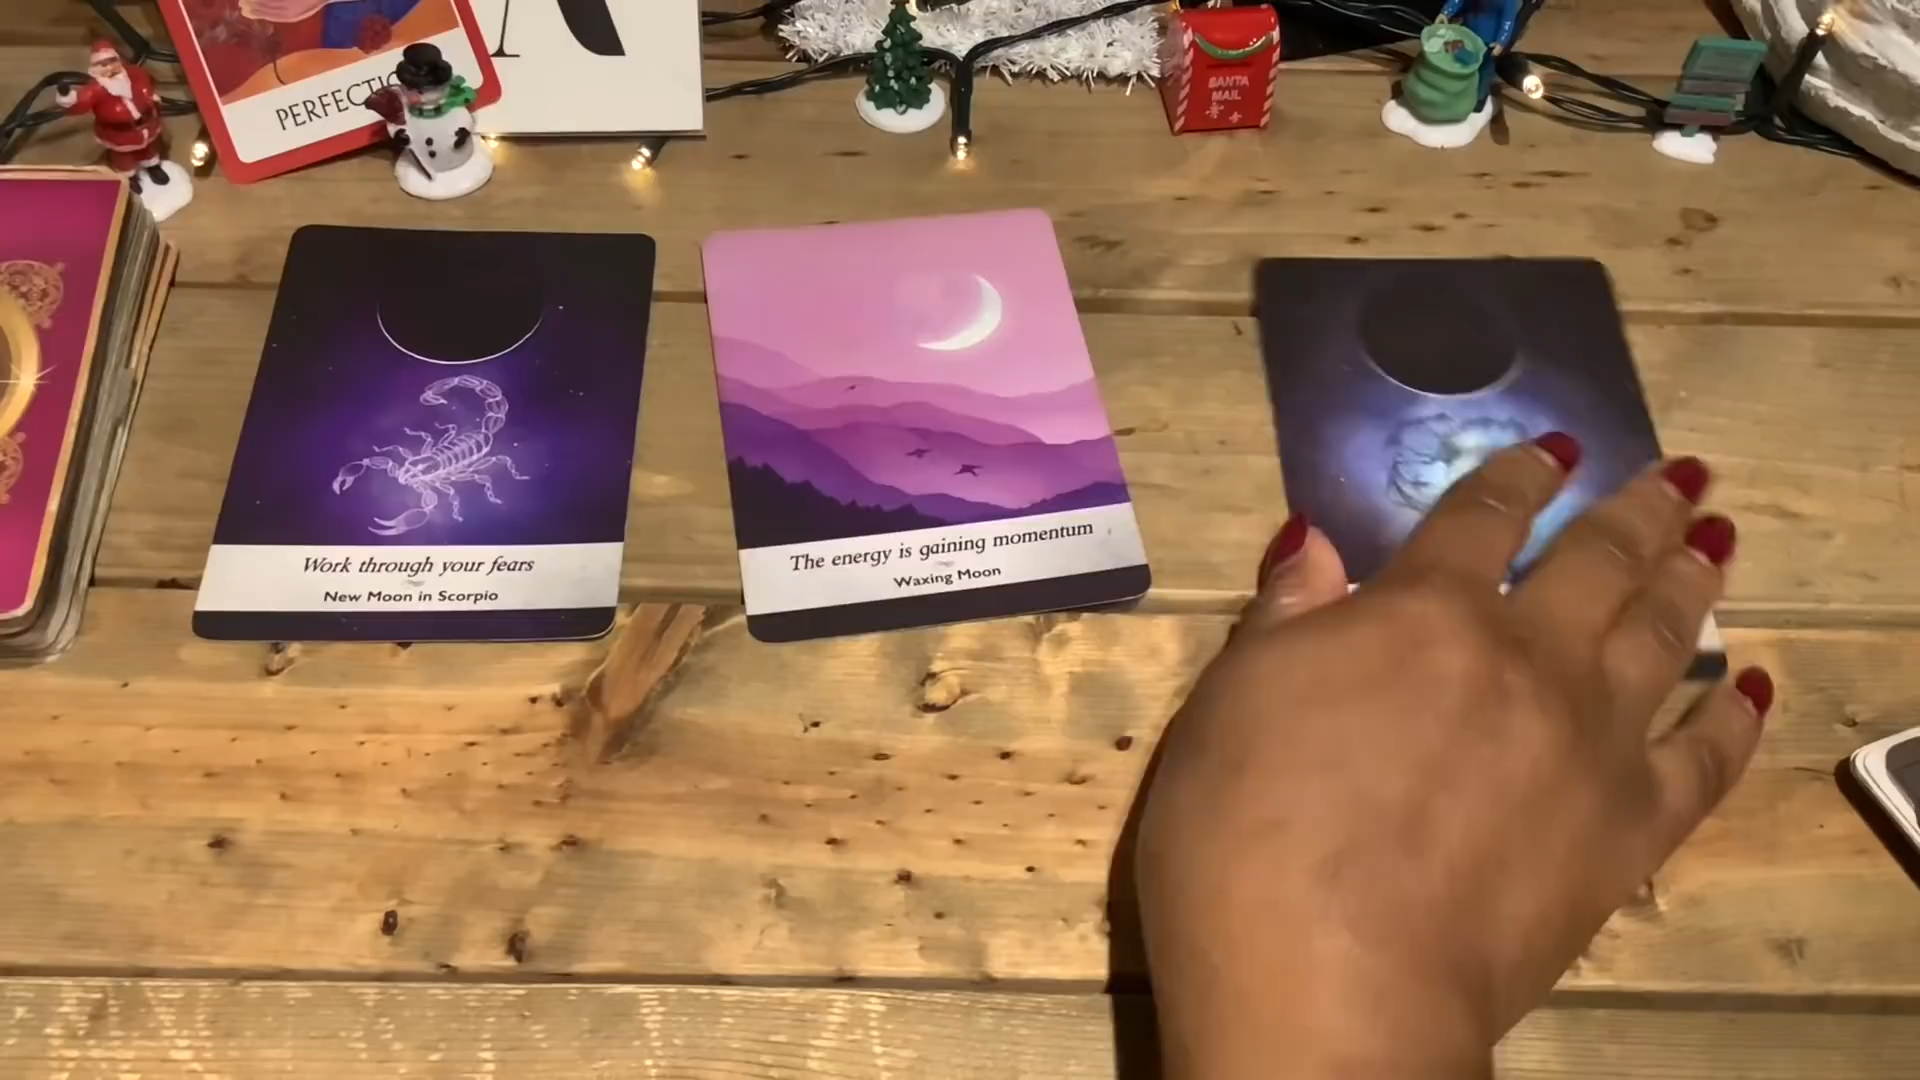 PERFECTI
SANTA
MAIL
Work through your fears
New Moon in Scorpio
The energy is gaining momentum
Waxing Moon